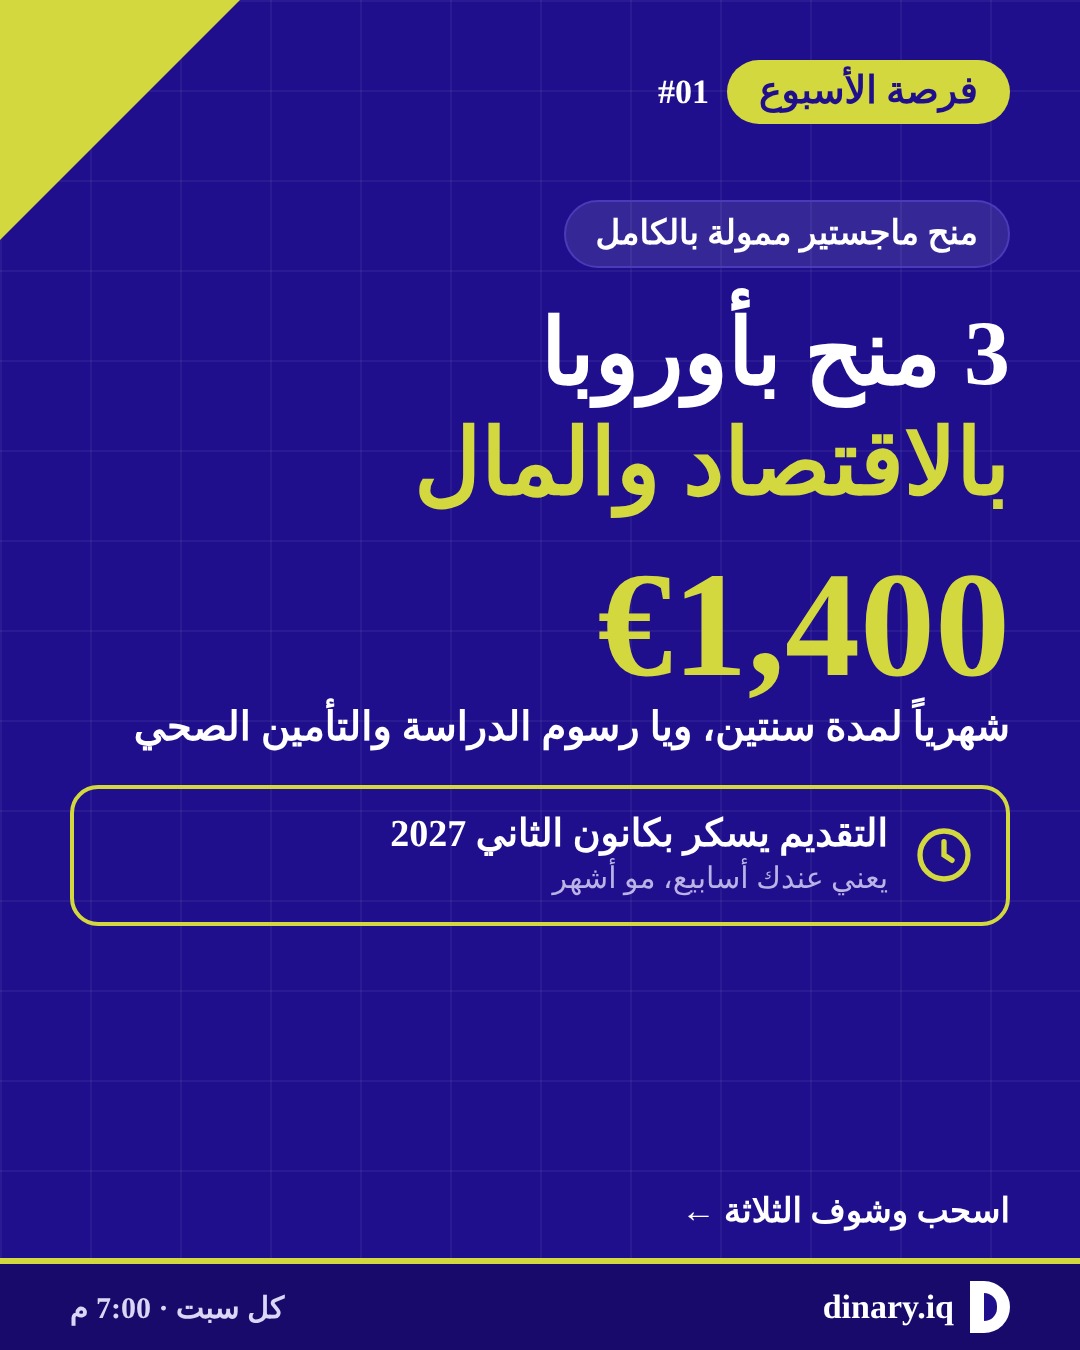 فرصة الأسبوع #01
منح ماجستير ممولة بالكامل
3 منح بأوروبا
بالاقتصاد والمال
€1,400
شهرياً لمدة سنتين، ويا رسوم الدراسة والتأمين الصحي
التقديم يسكر بكانون الثاني 2027
يعني عندك أسابيع، مو أشهر
اسحب وشوف الثلاثة ←
dinary.iq
كل سبت · 7:00 م